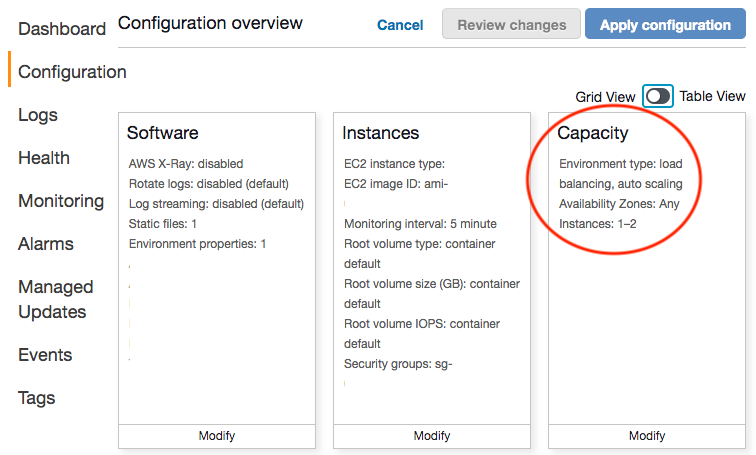 Dashboard
Configuration
Logs
Health
Monitoring
Alarms
Managed
Updates
Events
Tags
Configuration overview
Cancel
Review changes
Apply configuration
Grid View
Table View
Software
AWS X-Ray: disabled
Rotate logs: disabled (default)
Log streaming: disabled (default)
Static files: 1
Environment properties: 1
Modify
Instances
EC2 instance type:
EC2 image ID: ami-
Monitoring interval: 5 minute
Root volume type: container
default
Root volume size (GB): container
default
Root volume IOPS: container
default
Security groups: sg-
Modify
Capacity
Environment type: load
balancing, auto scaling
Availability Zones: Any
Instances: 1–2
Modify